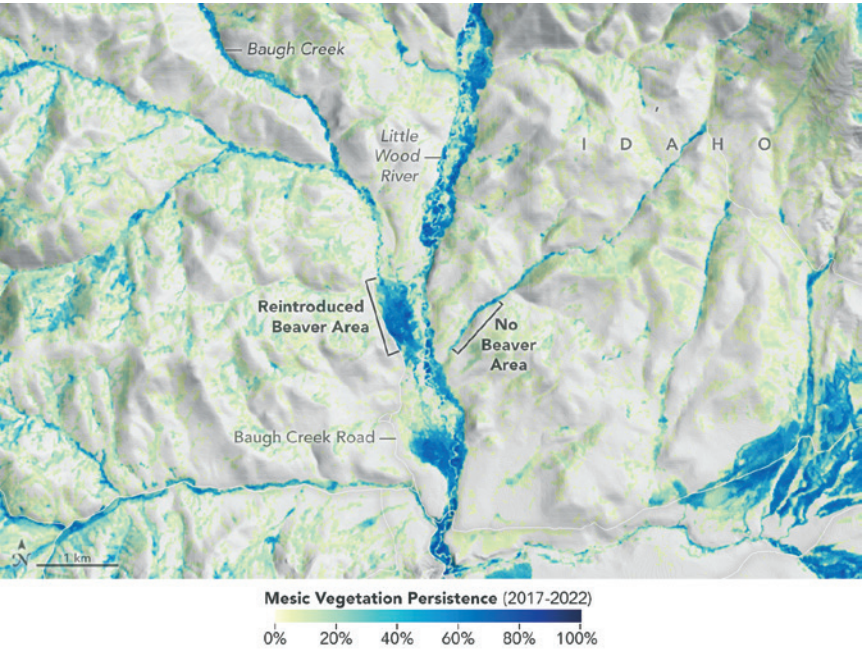 Baugh Creek
Little
Wood
River
I D A H O
Reintroduced
Beaver Area
No
Beaver
Area
Baugh Creek Road
N
1 km
Mesic Vegetation Persistence (2017-2022)
0% 20% 40% 60% 80% 100%